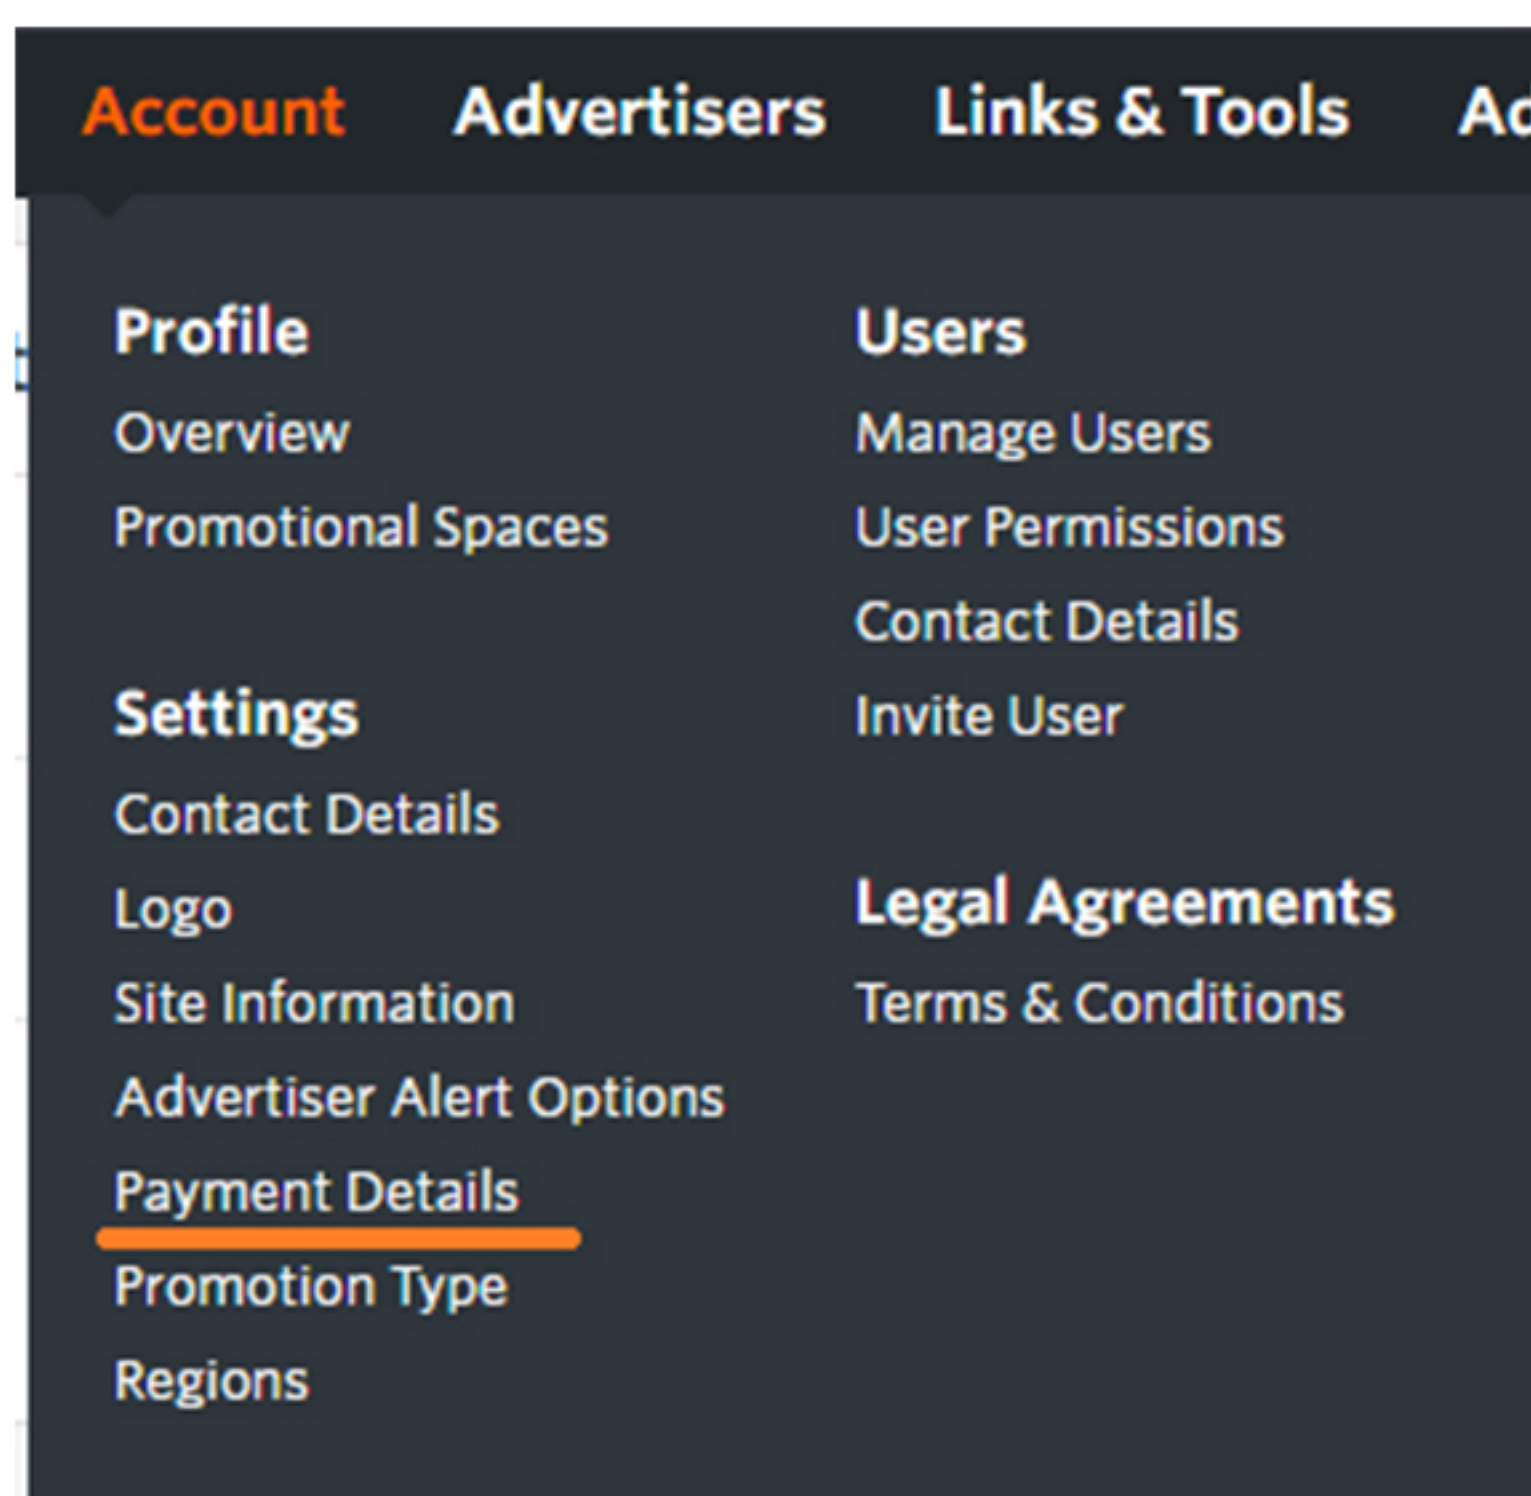 Account Advertisers Links & Tools
Profile
Overview
Promotional Spaces
Settings
Contact Details
Logo
Site Information
Advertiser Alert Options
Payment Details
Promotion Type
Regions
Users
Manage Users
User Permissions
Contact Details
Invite User
Legal Agreements
Terms & Conditions